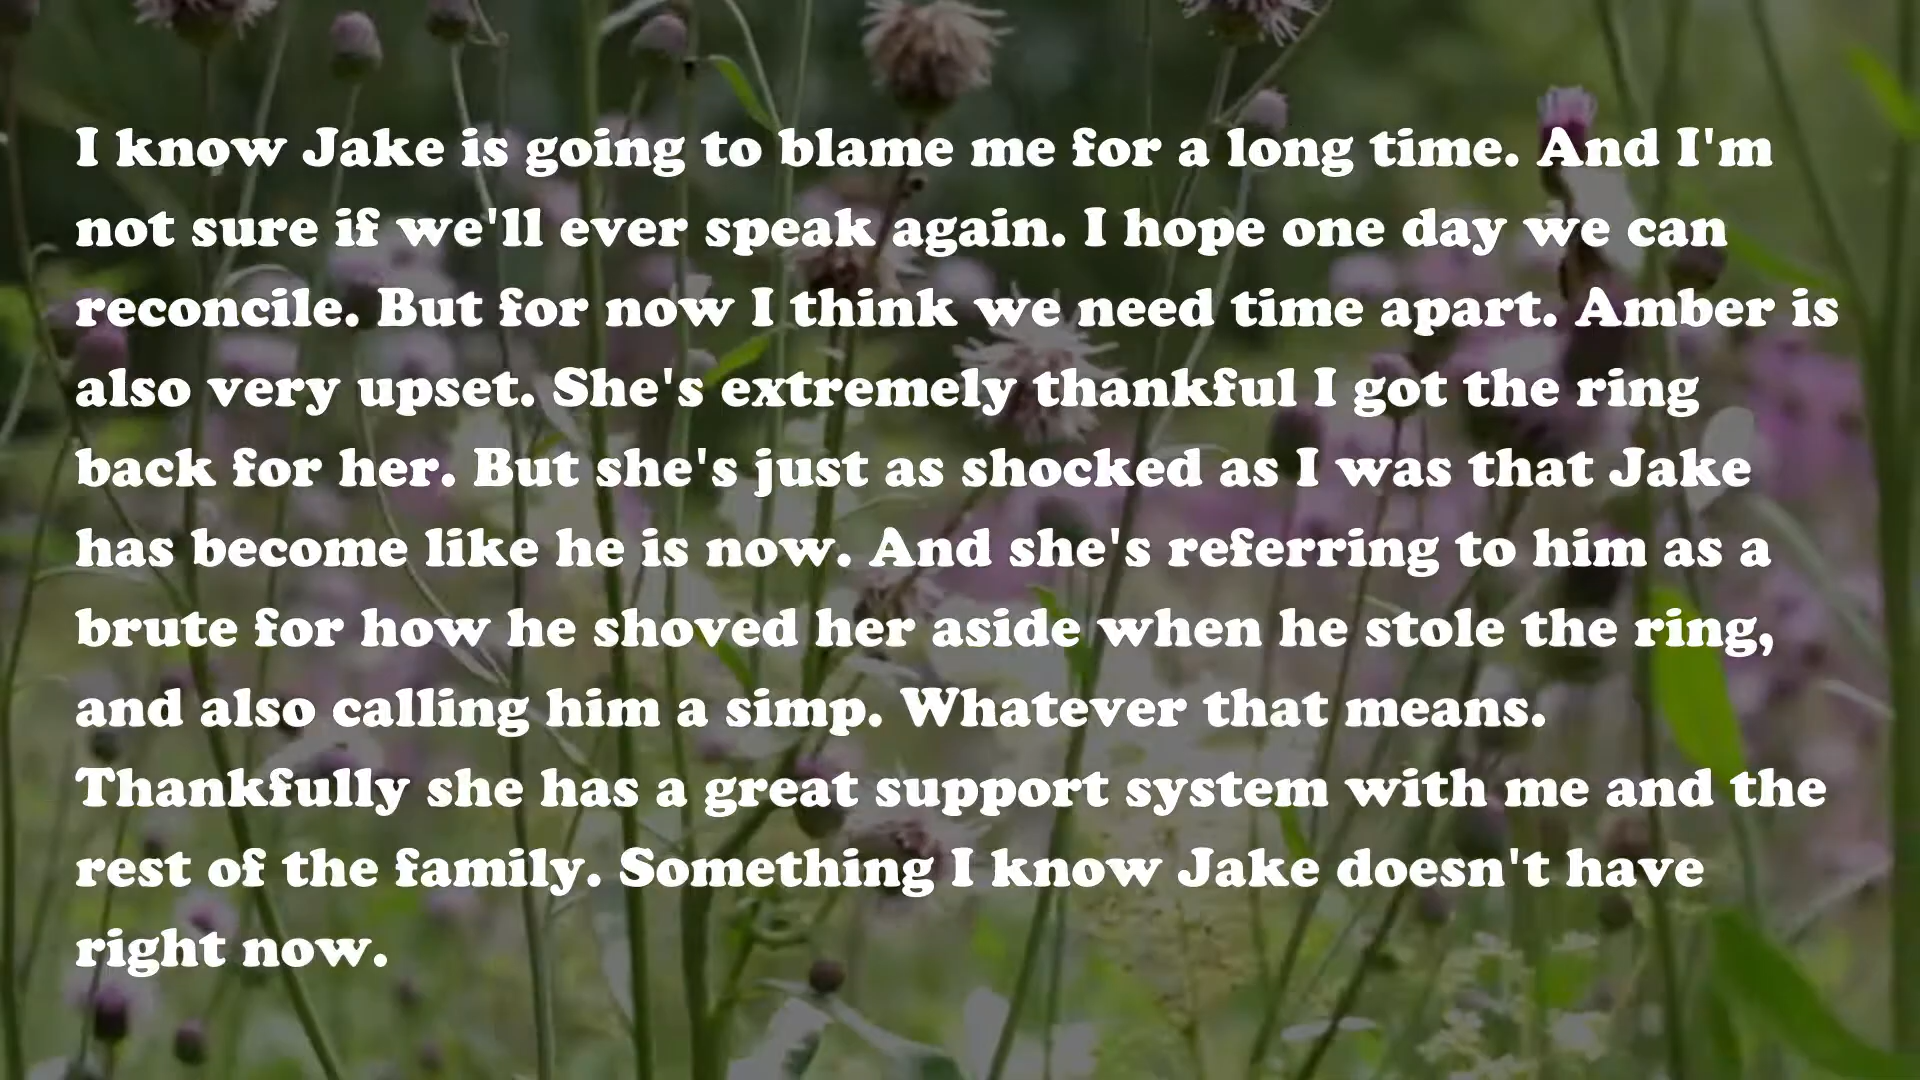 I know Jake is going to blame me for a long time. And I'm
not sure if we'll ever speak again. I hope one day we can
reconcile. But for now I think we need time apart. Amber is
also very upset. She's extremely thankful I got the ring
back for her. But she's just as shocked as I was that Jake
has become like he is now. And she's referring to him as a
brute for how he shoved her aside when he stole the ring,
and also calling him a simp. Whatever that means.
Thankfully she has a great support system with me and the
rest of the family. Something I know Jake doesn't have
right now.